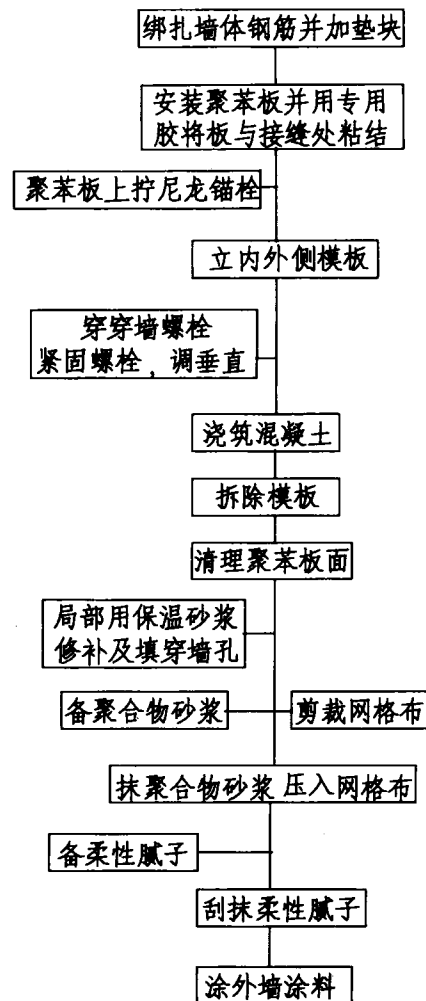 绑扎墙体钢筋并加垫块
安装聚苯板并用专用
胶将板与接缝处粘结
聚苯板上拧尼龙锚栓
立内外侧模板
穿穿墙螺栓
紧固螺栓，调垂直
浇筑混凝土
拆除模板
清理聚苯板面
局部用保温砂浆
修补及填穿墙孔
备聚合物砂浆
剪裁网格布
抹聚合物砂浆 压入网格布
备柔性腻子
刮抹柔性腻子
涂外墙涂料